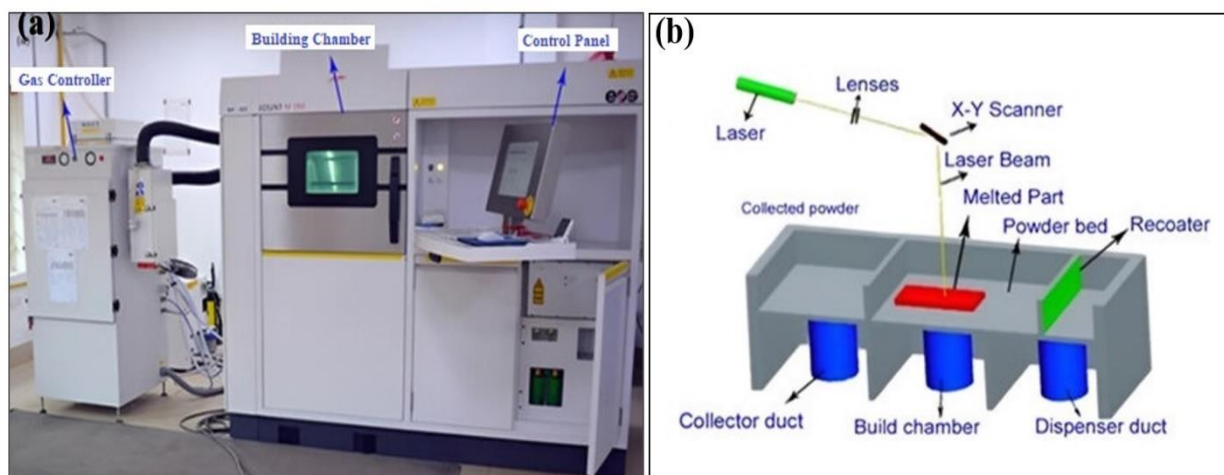 (a)
Building Chamber
Control Panel
Gas Controller
(b)
Lenses
X-Y Scanner
Laser
Laser Beam
Melted Part
Collected powder
Powder bed
Recoater
Collector duct
Build chamber
Dispenser duct